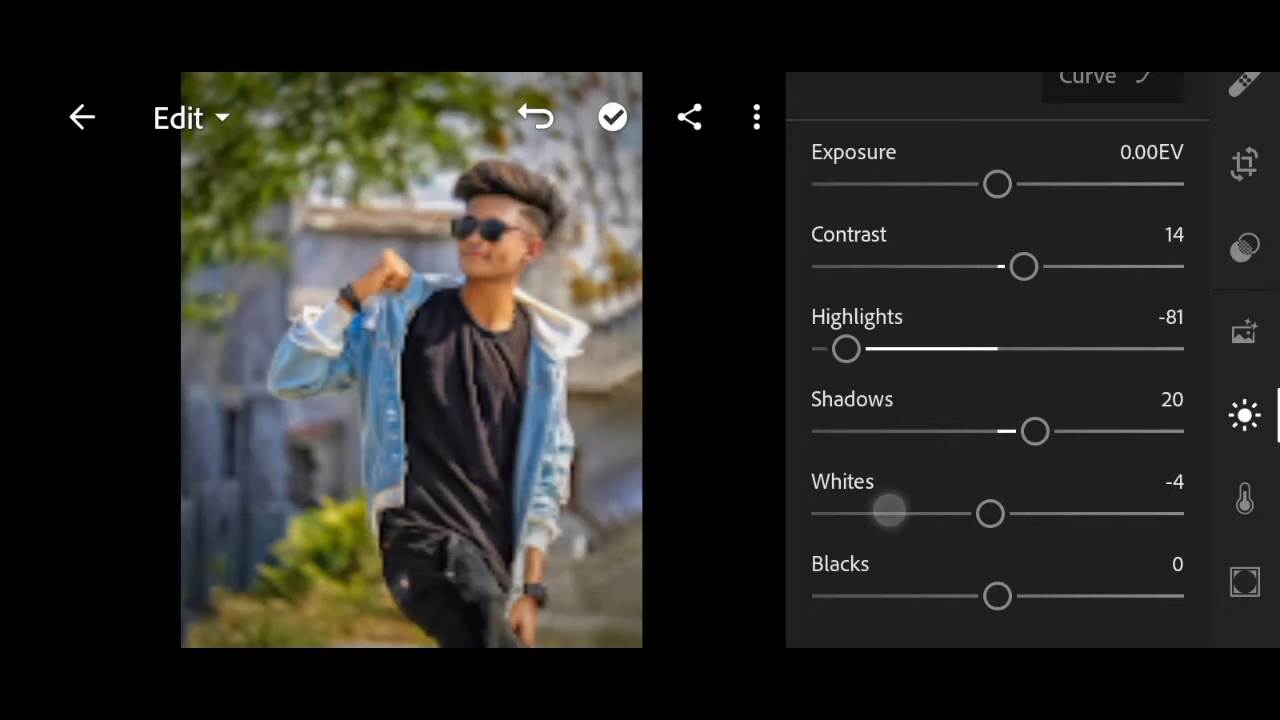 Edit
Curve
Exposure 0.00EV
Contrast 14
Highlights -81
Shadows 20
Whites -4
Blacks 0